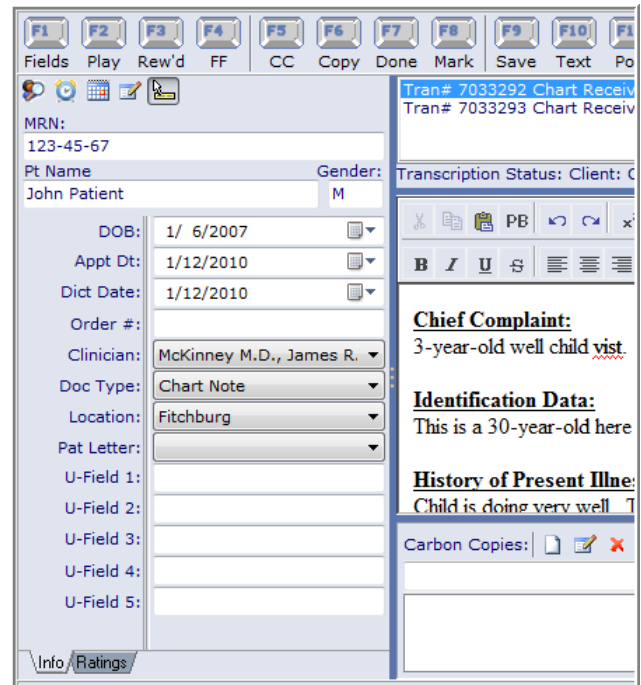 F1 F2 F3 F4 F5 F6 F7 F8 F9 F10 F1
Fields Play Rew'd FF CC Copy Done Mark Save Text Po
MRN:
123-45-67
Pt Name Gender:
John Patient M
DOB: 1/ 6/2007
Appt Dt: 1/12/2010
Dict Date: 1/12/2010
Order #:
Clinician: McKinney M.D., James R.
Doc Type: Chart Note
Location: Fitchburg
Pat Letter:
U-Field 1:
U-Field 2:
U-Field 3:
U-Field 4:
U-Field 5:
Info Ratings
Tran# 7033292 Chart Receiv
Tran# 7033293 Chart Receiv
Transcription Status: Client: C
PB x²
B I U S
Chief Complaint:
3-year-old well child vist.
Identification Data:
This is a 30-year-old here
History of Present Illnes
Child is doing very well. T
Carbon Copies: